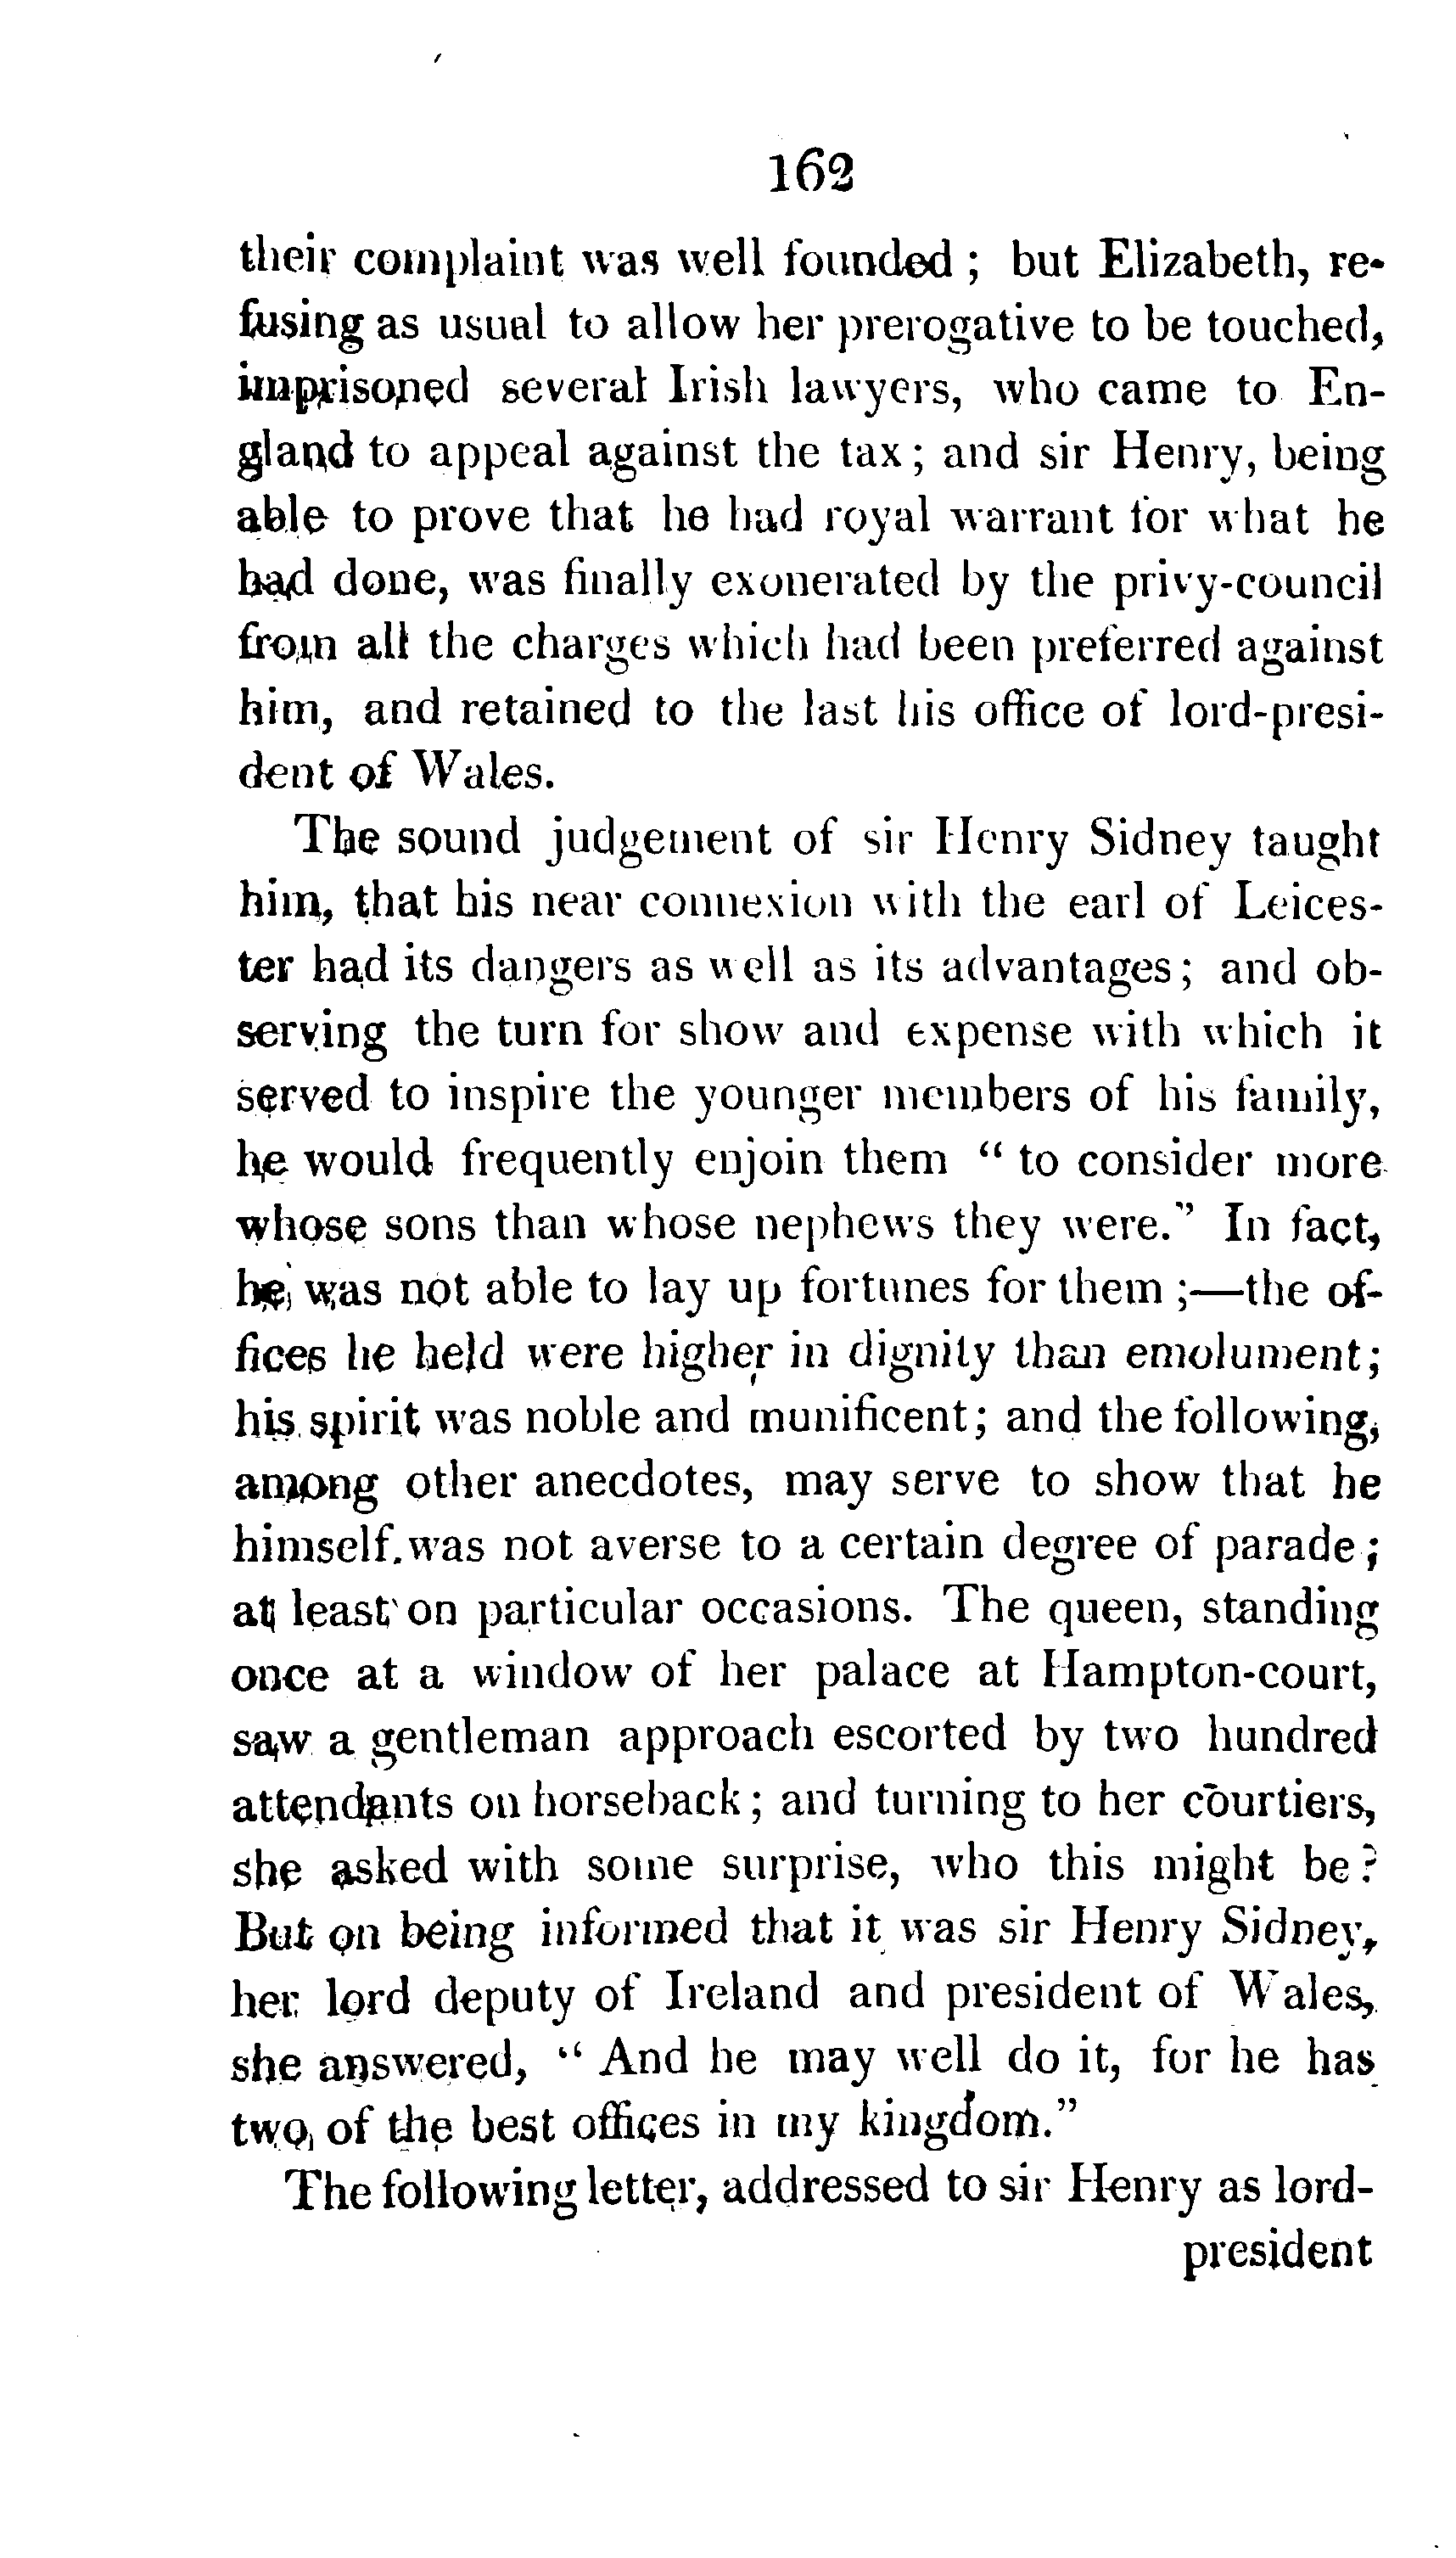 162
their complaint was well founded ; but Elizabeth, re-
fusing as usual to allow her prerogative to be touched,
imprisoned several Irish lawyers, who came to En-
gland to appeal against the tax ; and sir Henry, being
able to prove that he had royal warrant for what he
had done, was finally exonerated by the privy-council
from all the charges which had been preferred against
him, and retained to the last his office of lord-presi-
dent of Wales.
The sound judgement of sir Henry Sidney taught
him, that his near connexion with the earl of Leices-
ter had its dangers as well as its advantages ; and ob-
serving the turn for show and expense with which it
served to inspire the younger members of his family,
he would frequently enjoin them " to consider more
whose sons than whose nephews they were." In fact,
he was not able to lay up fortunes for them ;—the of-
fices he held were higher in dignity than emolument ;
his spirit was noble and munificent ; and the following,
among other anecdotes, may serve to show that he
himself was not averse to a certain degree of parade ;
at least on particular occasions. The queen, standing
once at a window of her palace at Hampton-court,
saw a gentleman approach escorted by two hundred
attendants on horseback ; and turning to her courtiers,
she asked with some surprise, who this might be ?
But on being informed that it was sir Henry Sidney,
her lord deputy of Ireland and president of Wales,
she answered, " And he may well do it, for he has
two of the best offices in my kingdom."
The following letter, addressed to sir Henry as lord-
president